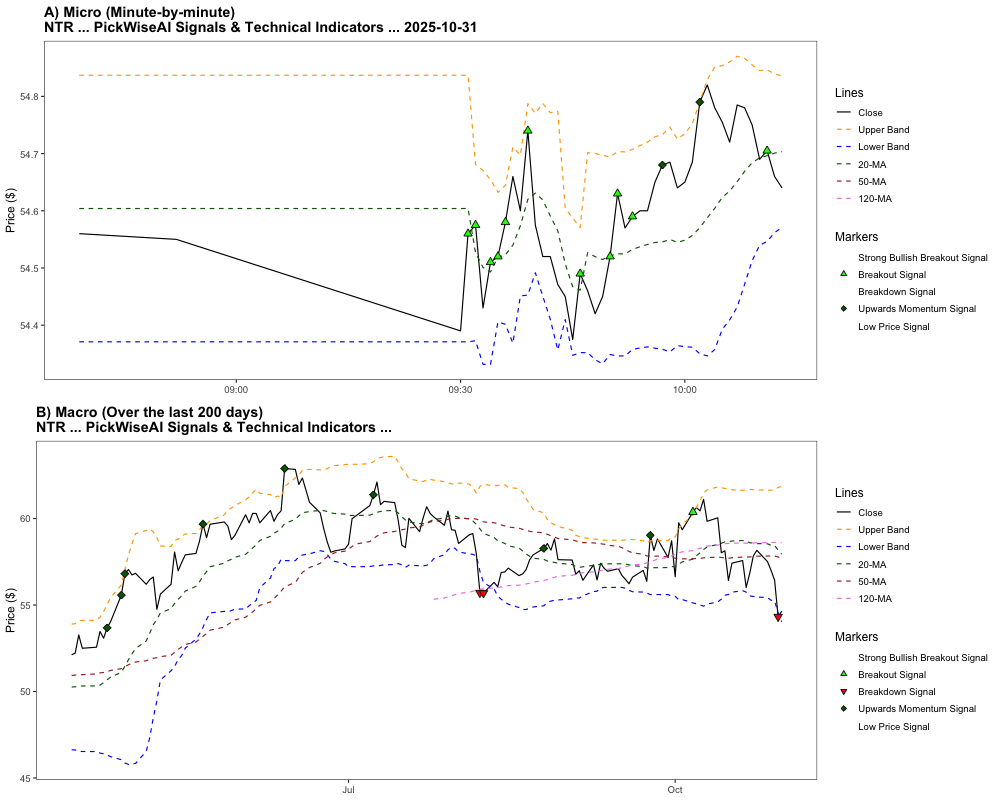 A) Micro (Minute-by-minute)
NTR ... PickWiseAI Signals & Technical Indicators ... 2025-10-31
Price ($)
54.8
54.7
54.6
54.5
54.4
09:00
09:30
10:00
Lines
Close
Upper Band
Lower Band
20-MA
50-MA
120-MA
Markers
Strong Bullish Breakout Signal
Breakout Signal
Breakdown Signal
Upwards Momentum Signal
Low Price Signal
B) Macro (Over the last 200 days)
NTR ... PickWiseAI Signals & Technical Indicators ...
Price ($)
60
55
50
45
Jul
Oct
Lines
Close
Upper Band
Lower Band
20-MA
50-MA
120-MA
Markers
Strong Bullish Breakout Signal
Breakout Signal
Breakdown Signal
Upwards Momentum Signal
Low Price Signal